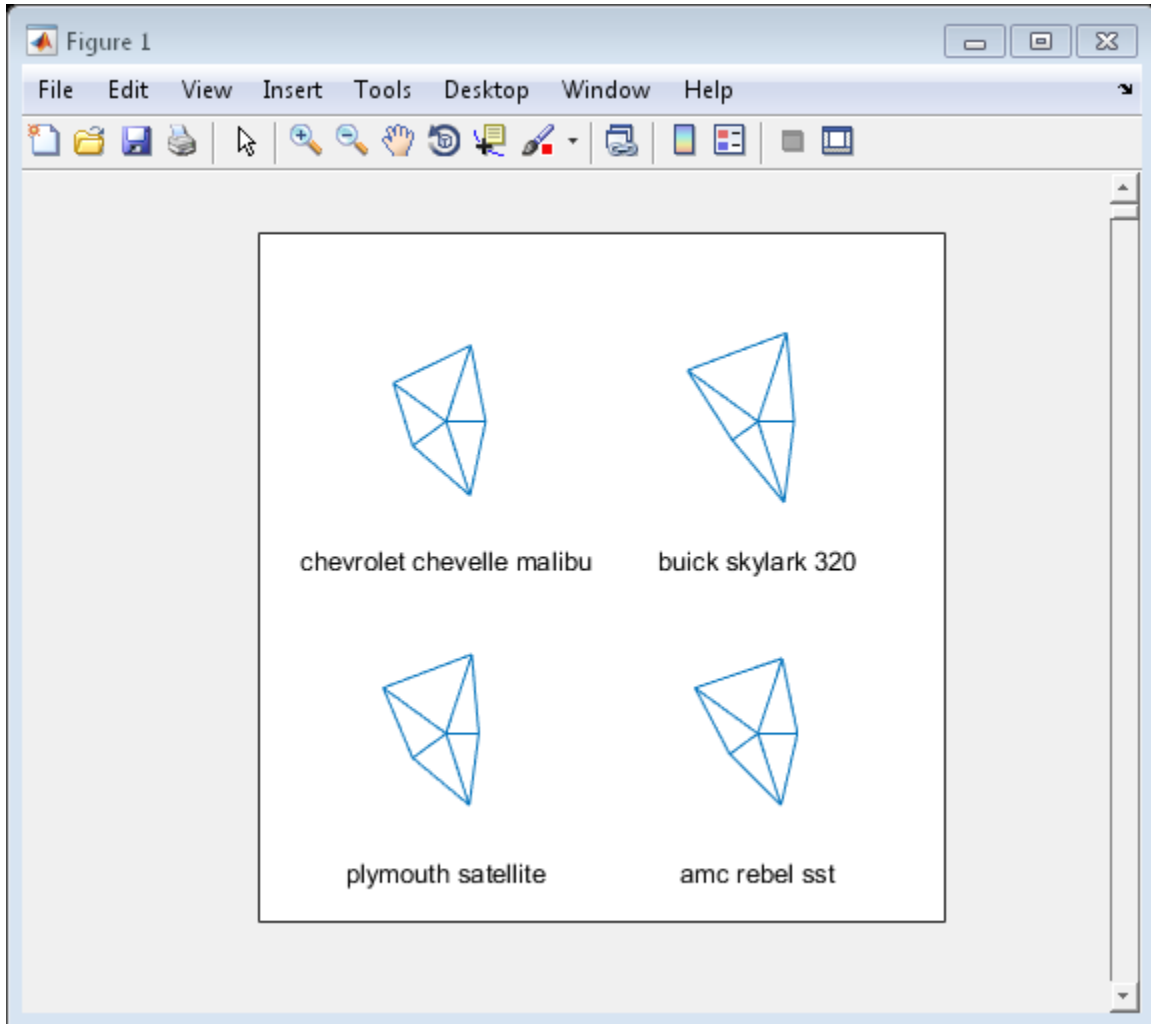 Figure 1
File Edit View Insert Tools Desktop Window Help
chevrolet chevelle malibu buick skylark 320
plymouth satellite amc rebel sst